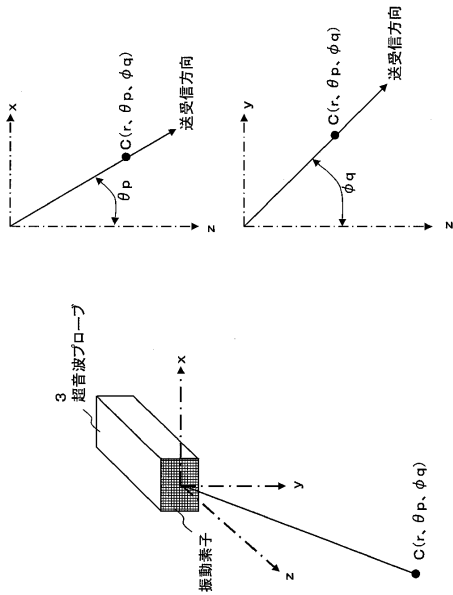 3
超音波プローブ
振動素子
x
y
z
C(r、θp、φq)
x
θp
C(r、θp、φq)
送受信方向
z
y
φq
C(r、θp、φq)
送受信方向
z